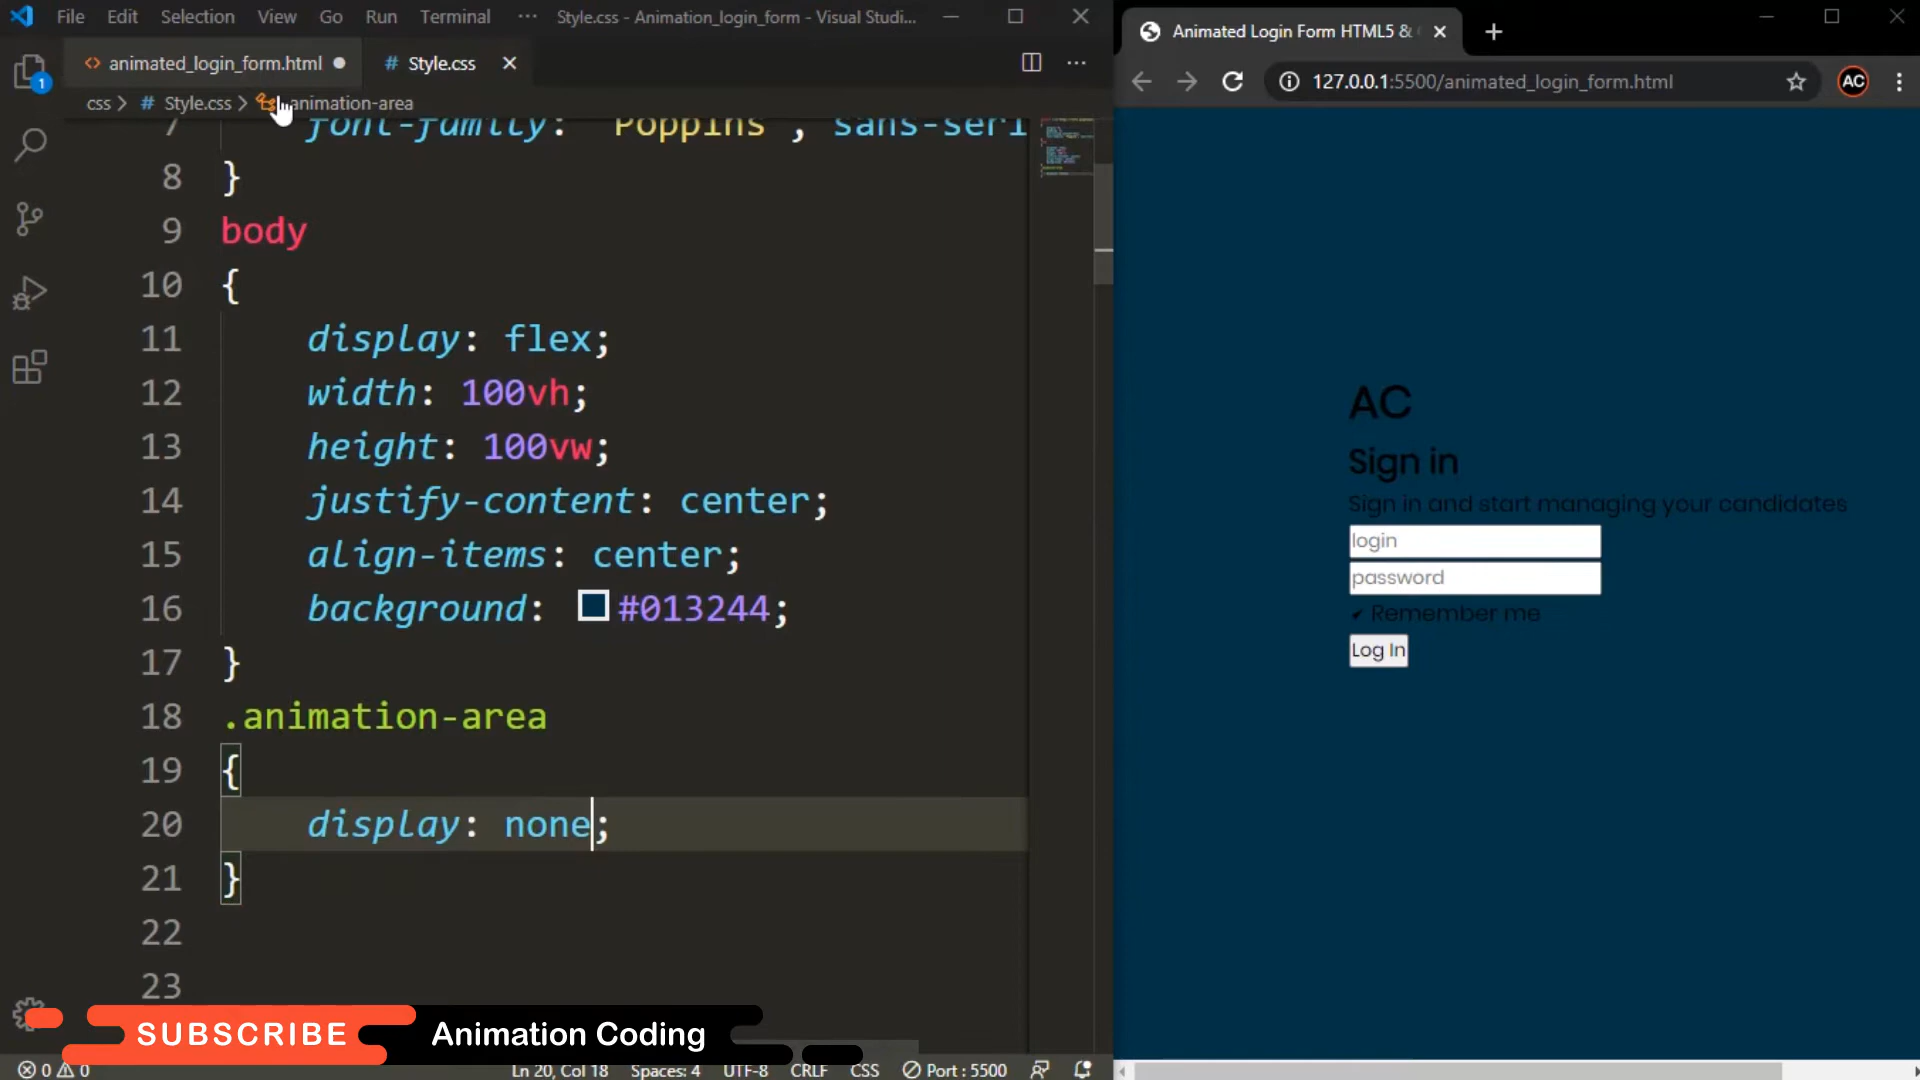 File Edit Selection View Go Run Terminal ··· Style.css - Animation_login_form - Visual Studi...
animated_login_form.html ● # Style.css
css > # Style.css > animation-area
7 font-family: 'Poppins', sans-seri
8 }
9 body
10 {
11 display: flex;
12 width: 100vh;
13 height: 100vw;
14 justify-content: center;
15 align-items: center;
16 background: #013244;
17 }
18 .animation-area
19 {
20 display: none;
21 }
22
23
1
SUBSCRIBE Animation Coding
0 0 Ln 20, Col 18 Spaces: 4 UTF-8 CRLF CSS Port : 5500
Animated Login Form HTML5 &
127.0.0.1:5500/animated_login_form.html AC
AC
Sign in
Sign in and start managing your candidates
login
password
✔ Remember me
Log In